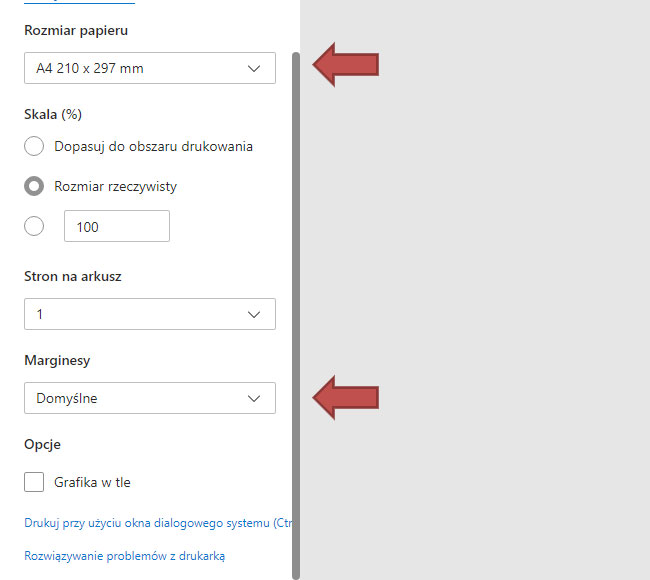 Rozmiar papieru
A4 210 x 297 mm
Skala (%)
Dopasuj do obszaru drukowania
Rozmiar rzeczywisty
100
Stron na arkusz
1
Marginesy
Domyślne
Opcje
Grafika w tle
Drukuj przy użyciu okna dialogowego systemu (Ctr
Rozwiązywanie problemów z drukarką